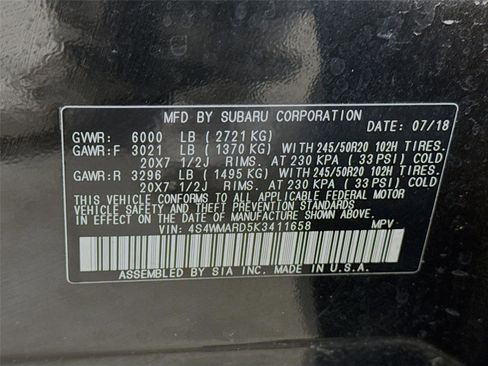 MFD BY SUBARU CORPORATION
DATE: 07/18
GVWR: 6000 LB (2721 KG)
GAWR:F 3021 LB (1370 KG) WITH 245/50R20 102H TIRES.
20X7 1/2J RIMS. AT 230 KPA (33 PSI) COLD
GAWR:R 3296 LB (1495 KG) WITH 245/50R20 102H TIRES.
20X7 1/2J RIMS. AT 230 KPA (33 PSI) COLD
THIS VEHICLE CONFORMS TO ALL APPLICABLE FEDERAL MOTOR
VEHICLE SAFETY AND BUMPER STANDARDS IN EFFECT ON THE
DATE OF MANUFACTURE SHOWN ABOVE.
VIN: 4S4WMARD5K3411658 MPV
ASSEMBLED BY SIA INC. MADE IN U.S.A.